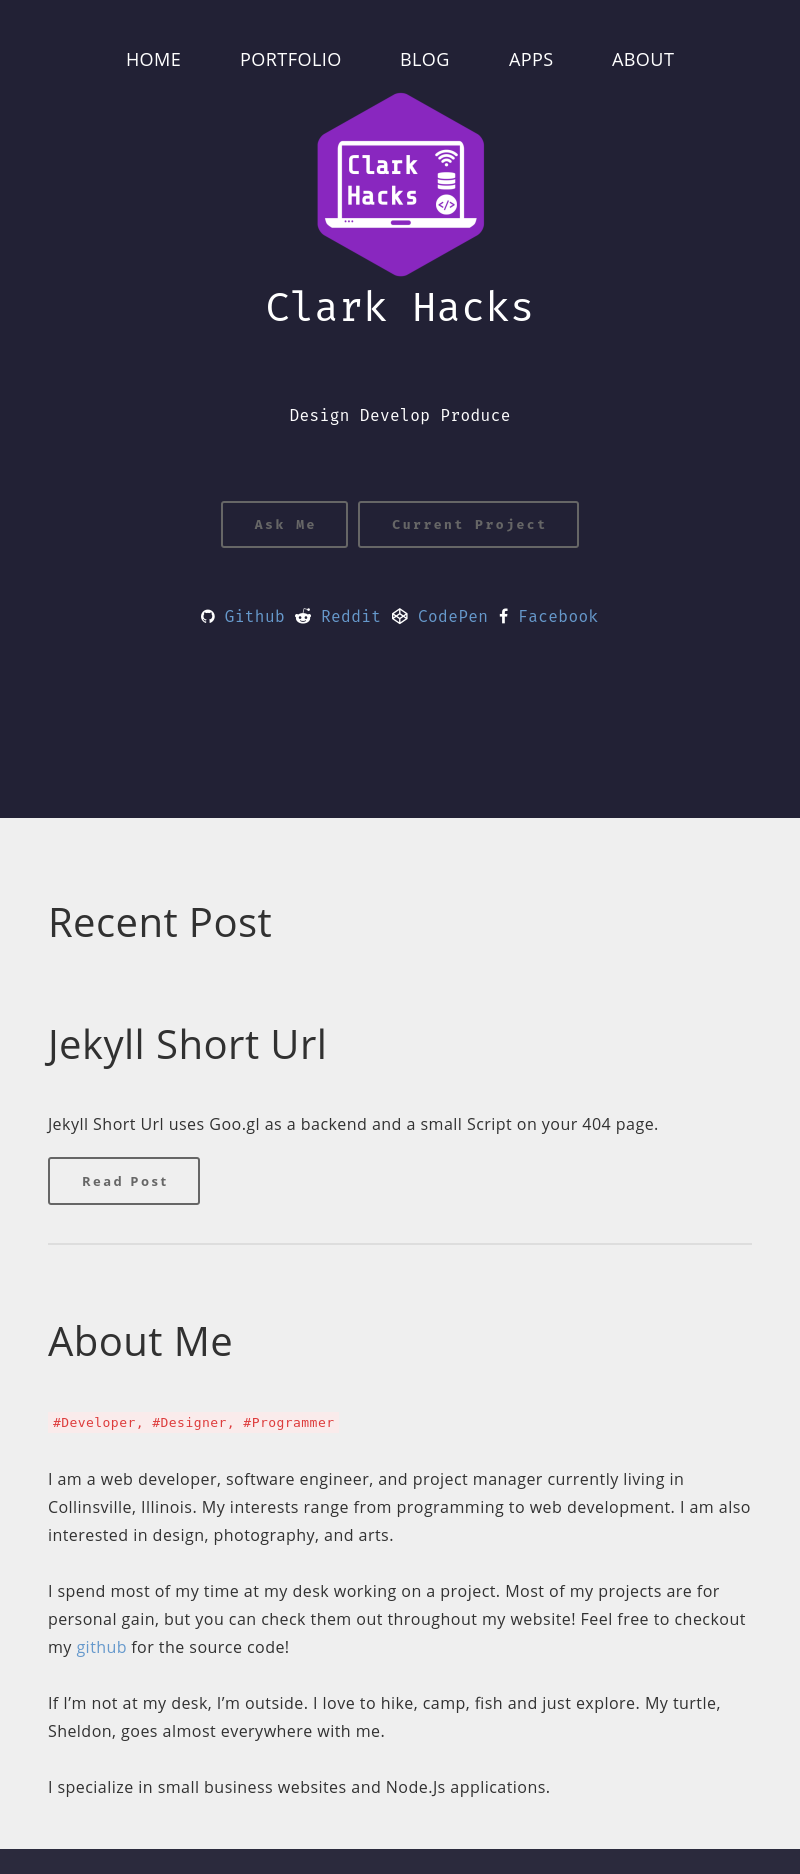 HOME PORTFOLIO BLOG APPS ABOUT
Clark
Hacks
Clark Hacks
Design Develop Produce
Ask Me Current Project
Github Reddit CodePen Facebook
Recent Post
Jekyll Short Url
Jekyll Short Url uses Goo.gl as a backend and a small Script on your 404 page.
Read Post
About Me
#Developer, #Designer, #Programmer
I am a web developer, software engineer, and project manager currently living in
Collinsville, Illinois. My interests range from programming to web development. I am also
interested in design, photography, and arts.
I spend most of my time at my desk working on a project. Most of my projects are for
personal gain, but you can check them out throughout my website! Feel free to checkout
my github for the source code!
If I’m not at my desk, I’m outside. I love to hike, camp, fish and just explore. My turtle,
Sheldon, goes almost everywhere with me.
I specialize in small business websites and Node.Js applications.